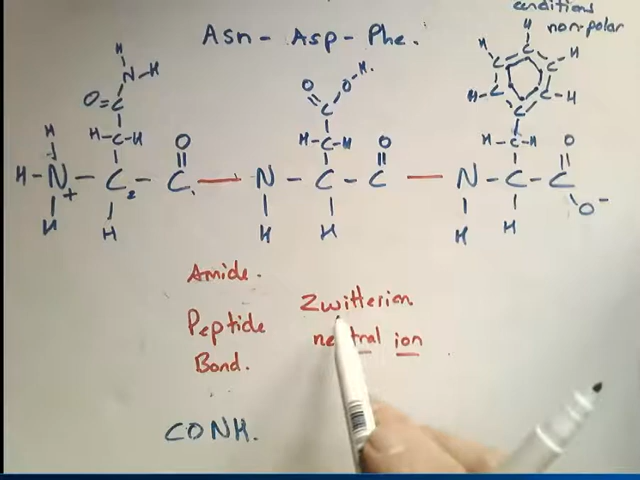 conditions
non-polar
Asn - Asp - Phe.
Amide.
Peptide
Bond.
Zwitterion
neutral ion
CONH.